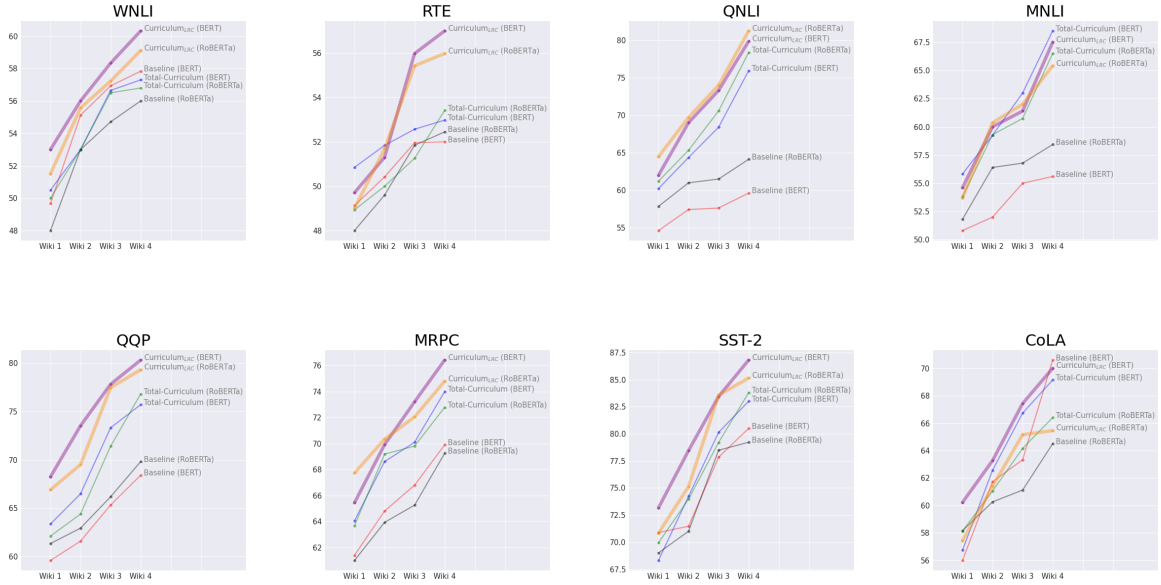 WNLI
60
58
56
54
52
50
48
Curriculum_LRC (BERT)
Curriculum_LRC (RoBERTa)
Baseline (BERT)
Total-Curriculum (BERT)
Total-Curriculum (RoBERTa)
Baseline (RoBERTa)
Wiki 1 Wiki 2 Wiki 3 Wiki 4
RTE
56
54
52
50
48
Curriculum_LRC (BERT)
Curriculum_LRC (RoBERTa)
Total-Curriculum (RoBERTa)
Total-Curriculum (BERT)
Baseline (RoBERTa)
Baseline (BERT)
Wiki 1 Wiki 2 Wiki 3 Wiki 4
QNLI
80
75
70
65
60
55
Curriculum_LRC (RoBERTa)
Curriculum_LRC (BERT)
Total-Curriculum (RoBERTa)
Total-Curriculum (BERT)
Baseline (RoBERTa)
Baseline (BERT)
Wiki 1 Wiki 2 Wiki 3 Wiki 4
MNLI
67.5
65.0
62.5
60.0
57.5
55.0
52.5
50.0
Total-Curriculum (BERT)
Curriculum_LRC (BERT)
Total-Curriculum (RoBERTa)
Curriculum_LRC (RoBERTa)
Baseline (RoBERTa)
Baseline (BERT)
Wiki 1 Wiki 2 Wiki 3 Wiki 4
QQP
80
75
70
65
60
Curriculum_LRC (BERT)
Curriculum_LRC (RoBERTa)
Total-Curriculum (RoBERTa)
Total-Curriculum (BERT)
Baseline (RoBERTa)
Baseline (BERT)
Wiki 1 Wiki 2 Wiki 3 Wiki 4
MRPC
76
74
72
70
68
66
64
62
Curriculum_LRC (BERT)
Curriculum_LRC (RoBERTa)
Total-Curriculum (BERT)
Total-Curriculum (RoBERTa)
Baseline (BERT)
Baseline (RoBERTa)
Wiki 1 Wiki 2 Wiki 3 Wiki 4
SST-2
87.5
85.0
82.5
80.0
77.5
75.0
72.5
70.0
67.5
Curriculum_LRC (BERT)
Curriculum_LRC (RoBERTa)
Total-Curriculum (RoBERTa)
Total-Curriculum (BERT)
Baseline (BERT)
Baseline (RoBERTa)
Wiki 1 Wiki 2 Wiki 3 Wiki 4
CoLA
70
68
66
64
62
60
58
56
Baseline (BERT)
Curriculum_LRC (BERT)
Total-Curriculum (BERT)
Total-Curriculum (RoBERTa)
Curriculum_LRC (RoBERTa)
Baseline (RoBERTa)
Wiki 1 Wiki 2 Wiki 3 Wiki 4